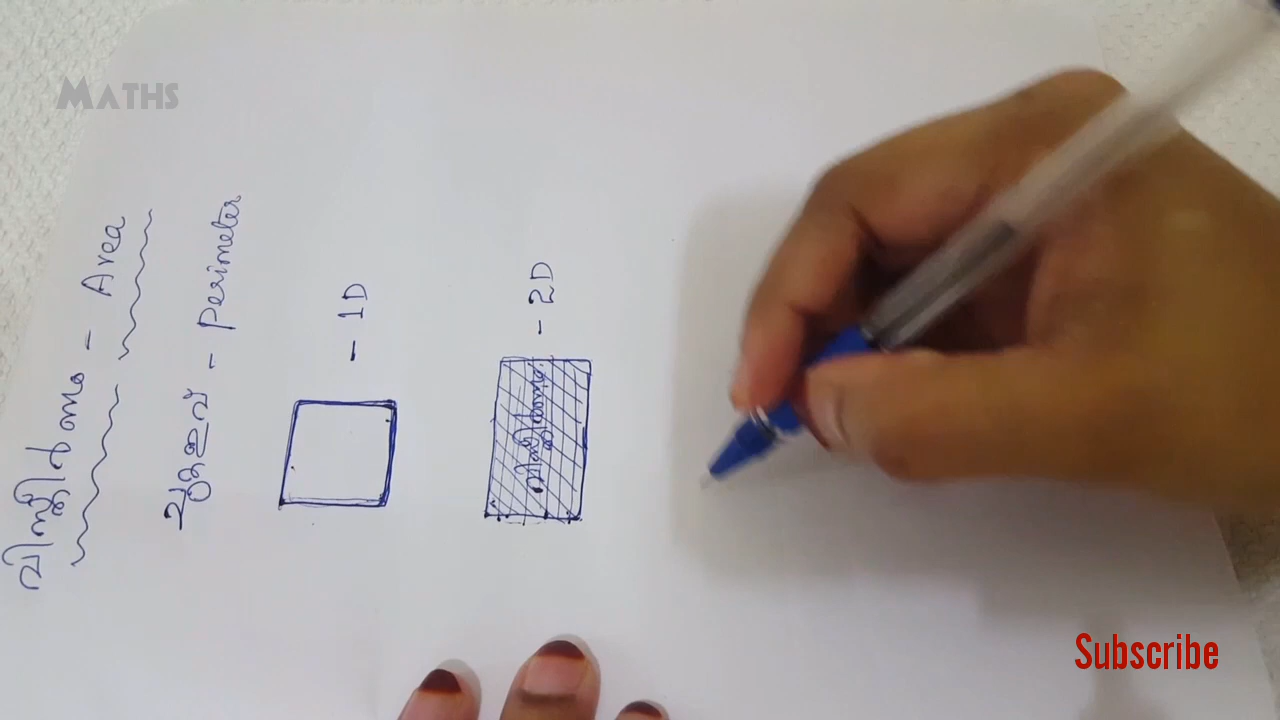 MATHS
വിസ്തീർണം - Area
ചുറ്റളവ് - Perimeter
- 1D
വിസ്തീർണം - 2D
Subscribe